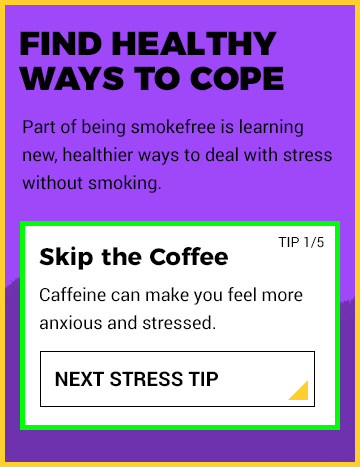 FIND HEALTHY
WAYS TO COPE
Part of being smokefree is learning
new, healthier ways to deal with stress
without smoking.
TIP 1/5
Skip the Coffee
Caffeine can make you feel more
anxious and stressed.
NEXT STRESS TIP